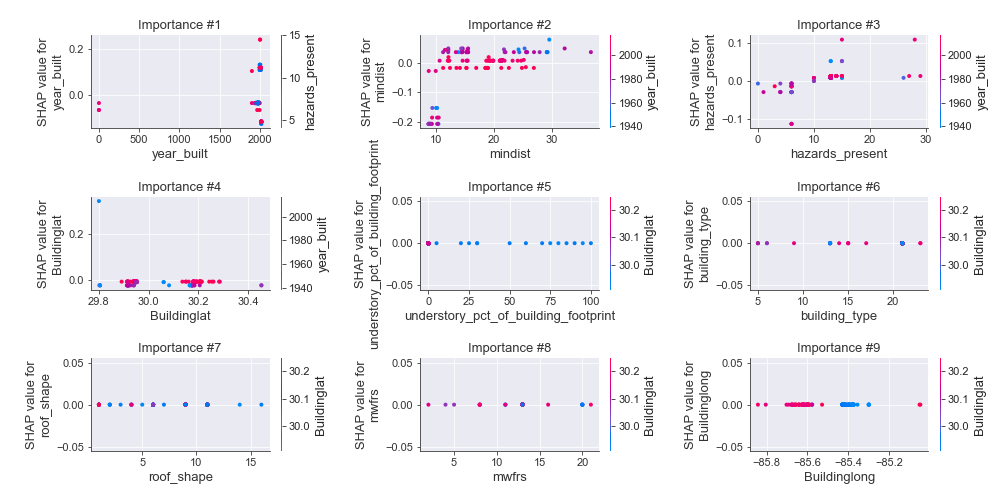 Importance #1
SHAP value for
year_built
0.2
0.0
0
500
1000
1500
2000
year_built
15
10
5
hazards_present
Importance #2
SHAP value for
mindist
0.0
−0.1
−0.2
10
20
30
mindist
2000
1980
1960
1940
year_built
Importance #3
SHAP value for
hazards_present
0.1
0.0
−0.1
0
10
20
30
hazards_present
2000
1980
1960
1940
year_built
Importance #4
SHAP value for
Buildinglat
0.2
0.0
29.8
30.0
30.2
30.4
Buildinglat
2000
1980
1960
1940
year_built
Importance #5
SHAP value for
understory_pct_of_building_footprint
0.05
0.00
−0.05
0
25
50
75
100
understory_pct_of_building_footprint
30.2
30.1
30.0
Buildinglat
Importance #6
SHAP value for
building_type
0.05
0.00
−0.05
5
10
15
20
building_type
30.2
30.1
30.0
Buildinglat
Importance #7
SHAP value for
roof_shape
0.05
0.00
−0.05
5
10
15
roof_shape
30.2
30.1
30.0
Buildinglat
Importance #8
SHAP value for
mwfrs
0.05
0.00
−0.05
5
10
15
20
mwfrs
30.2
30.1
30.0
Buildinglat
Importance #9
SHAP value for
Buildinglong
0.05
0.00
−0.05
−85.8
−85.6
−85.4
−85.2
Buildinglong
30.2
30.1
30.0
Buildinglat